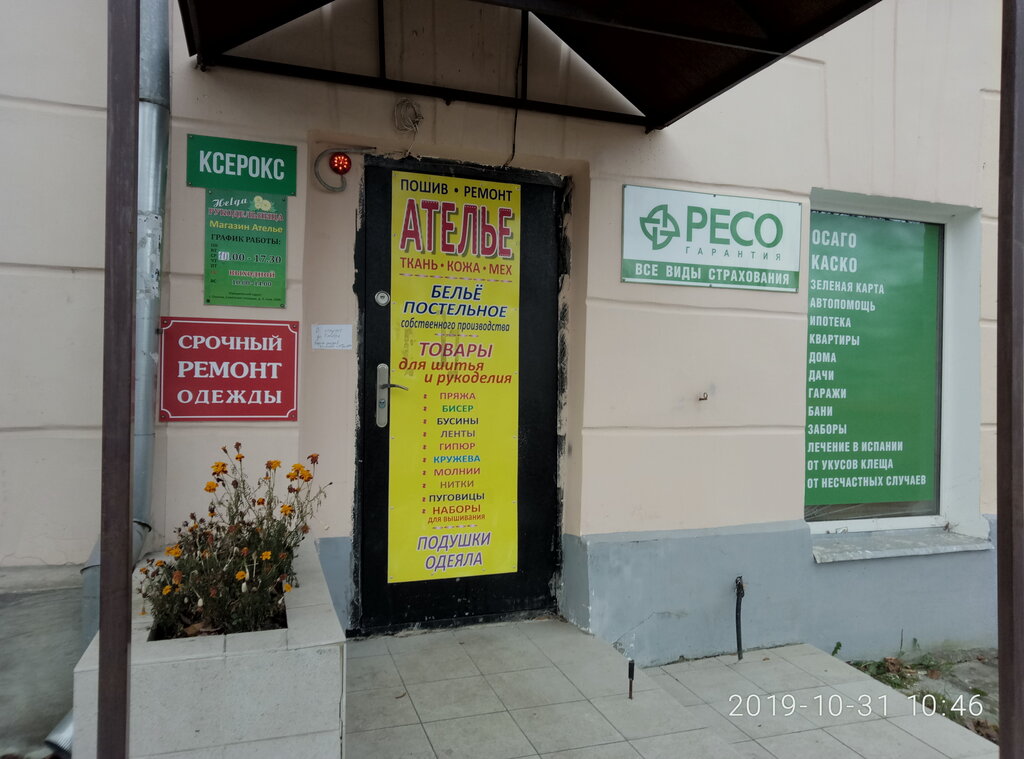 КСЕРОКС
Helga
РУКОДЕЛЬНИЦА
Магазин Ателье
ГРАФИК РАБОТЫ:
10.00 - 17.30
ВЫХОДНОЙ
СРОЧНЫЙ
РЕМОНТ
ОДЕЖДЫ
ПОШИВ • РЕМОНТ
АТЕЛЬЕ
ТКАНЬ • КОЖА • МЕХ
БЕЛЬЁ
ПОСТЕЛЬНОЕ
собственного производства
ТОВАРЫ
для шитья
и рукоделия
ПРЯЖА
БИСЕР
БУСИНЫ
ЛЕНТЫ
ГИПЮР
КРУЖЕВА
МОЛНИИ
НИТКИ
ПУГОВИЦЫ
НАБОРЫ
для вышивания
ПОДУШКИ
ОДЕЯЛА
РЕСО
ГАРАНТИЯ
ВСЕ ВИДЫ СТРАХОВАНИЯ
ОСАГО
КАСКО
ЗЕЛЕНАЯ КАРТА
АВТОПОМОЩЬ
ИПОТЕКА
КВАРТИРЫ
ДОМА
ДАЧИ
ГАРАЖИ
БАНИ
ЗАБОРЫ
ЛЕЧЕНИЕ В ИСПАНИИ
ОТ УКУСОВ КЛЕЩА
ОТ НЕСЧАСТНЫХ СЛУЧАЕВ
2019-10-31 10:46